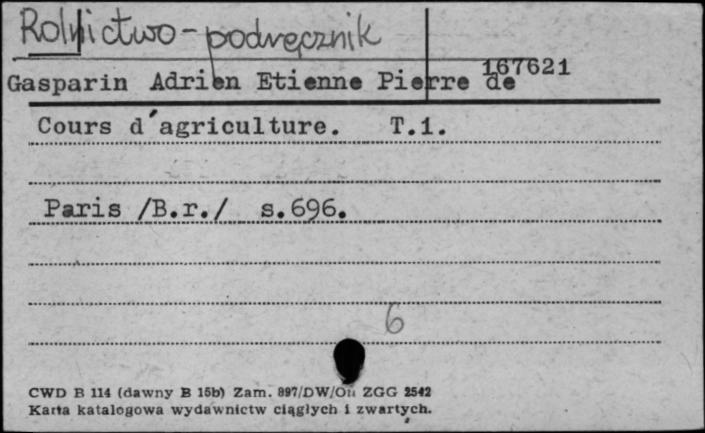 Rolnictwo - podręcznik
167621
Gasparin Adrien Etienne Pierre de
Cours d'agriculture. T.1.
Paris /B.r./ s.696.
6
CWD B 114 (dawny B 15b) Zam. 897/DW/On ZGG 2542
Karta katalogowa wydawnictw ciągłych i zwartych.